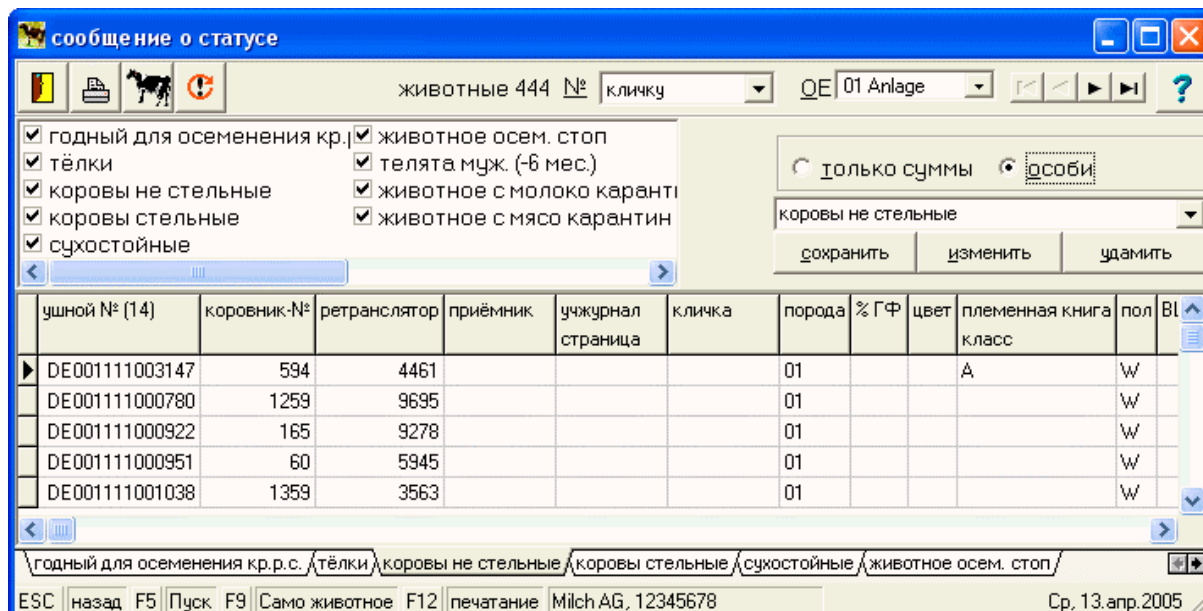 сообщение о статусе
животные 444 № кличку ОЕ 01 Anlage ?
годный для осеменения кр.р животное осем. стоп
тёлки телята муж. (-6 мес.)
коровы не стельные животное с молоко каранти
коровы стельные животное с мясо карантин
сухостойные
только суммы особи
коровы не стельные
сохранить изменить удамить
ушной № (14) коровник-№ ретранслятор приёмник учжурнал страница кличка порода % ГФ цвет племенная книга класс пол
DE001111003147 594 4461 01 A W
DE001111000780 1259 9695 01 W
DE001111000922 165 9278 01 W
DE001111000951 60 5945 01 W
DE001111001038 1359 3563 01 W
годный для осеменения кр.р.с. тёлки коровы не стельные коровы стельные сухостойные животное осем. стоп
ESC назад F5 Пуск F9 Само животное F12 печатание Milch AG, 12345678 Ср, 13.апр.2005